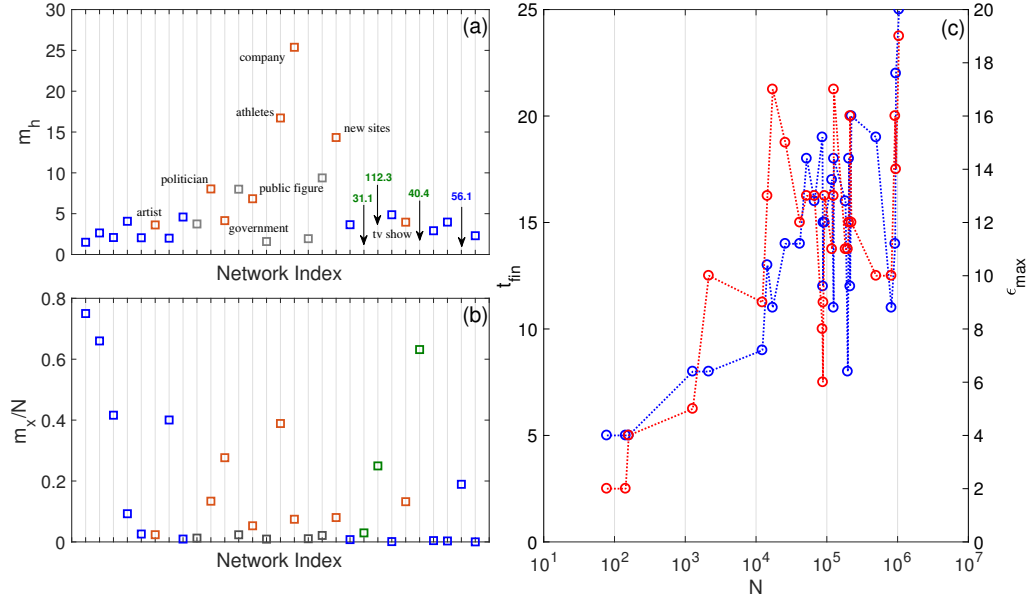 (a)
30
25
20
15
10
5
0
m_h
company
athletes
new sites
politician
public figure
artist
government
tv show
31.1
112.3
40.4
56.1
Network Index
(b)
0.8
0.6
0.4
0.2
0
m_x/N
Network Index
(c)
25
20
15
10
5
0
t_fin
20
18
16
14
12
10
8
6
4
2
0
ϵ_max
10^1
10^2
10^3
10^4
10^5
10^6
10^7
N